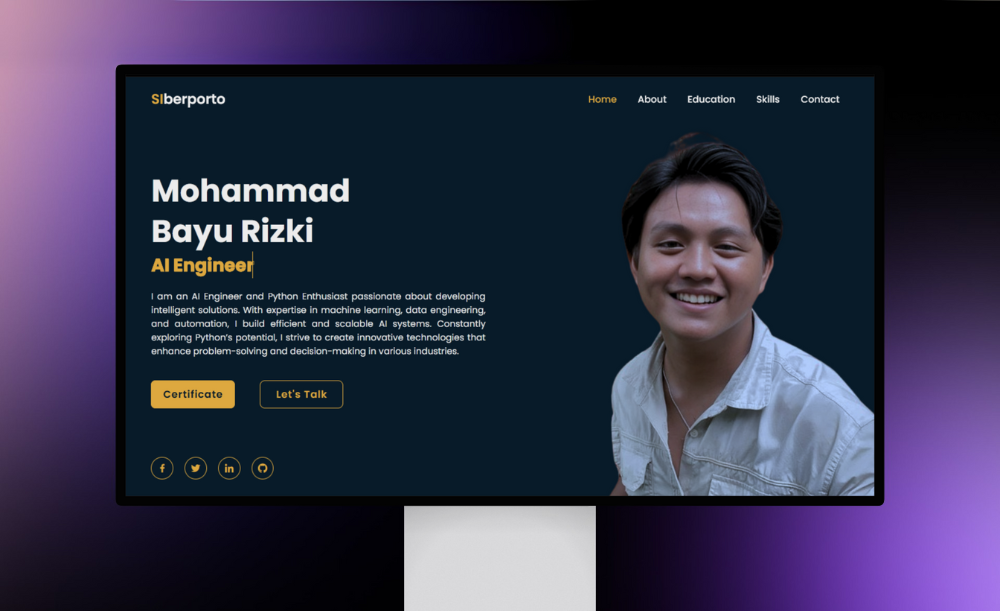 SIberporto
Home About Education Skills Contact
Mohammad
Bayu Rizki
AI Engineer
I am an AI Engineer and Python Enthusiast passionate about developing
intelligent solutions. With expertise in machine learning, data engineering,
and automation, I build efficient and scalable AI systems. Constantly
exploring Python's potential, I strive to create innovative technologies that
enhance problem-solving and decision-making in various industries.
Certificate Let's Talk